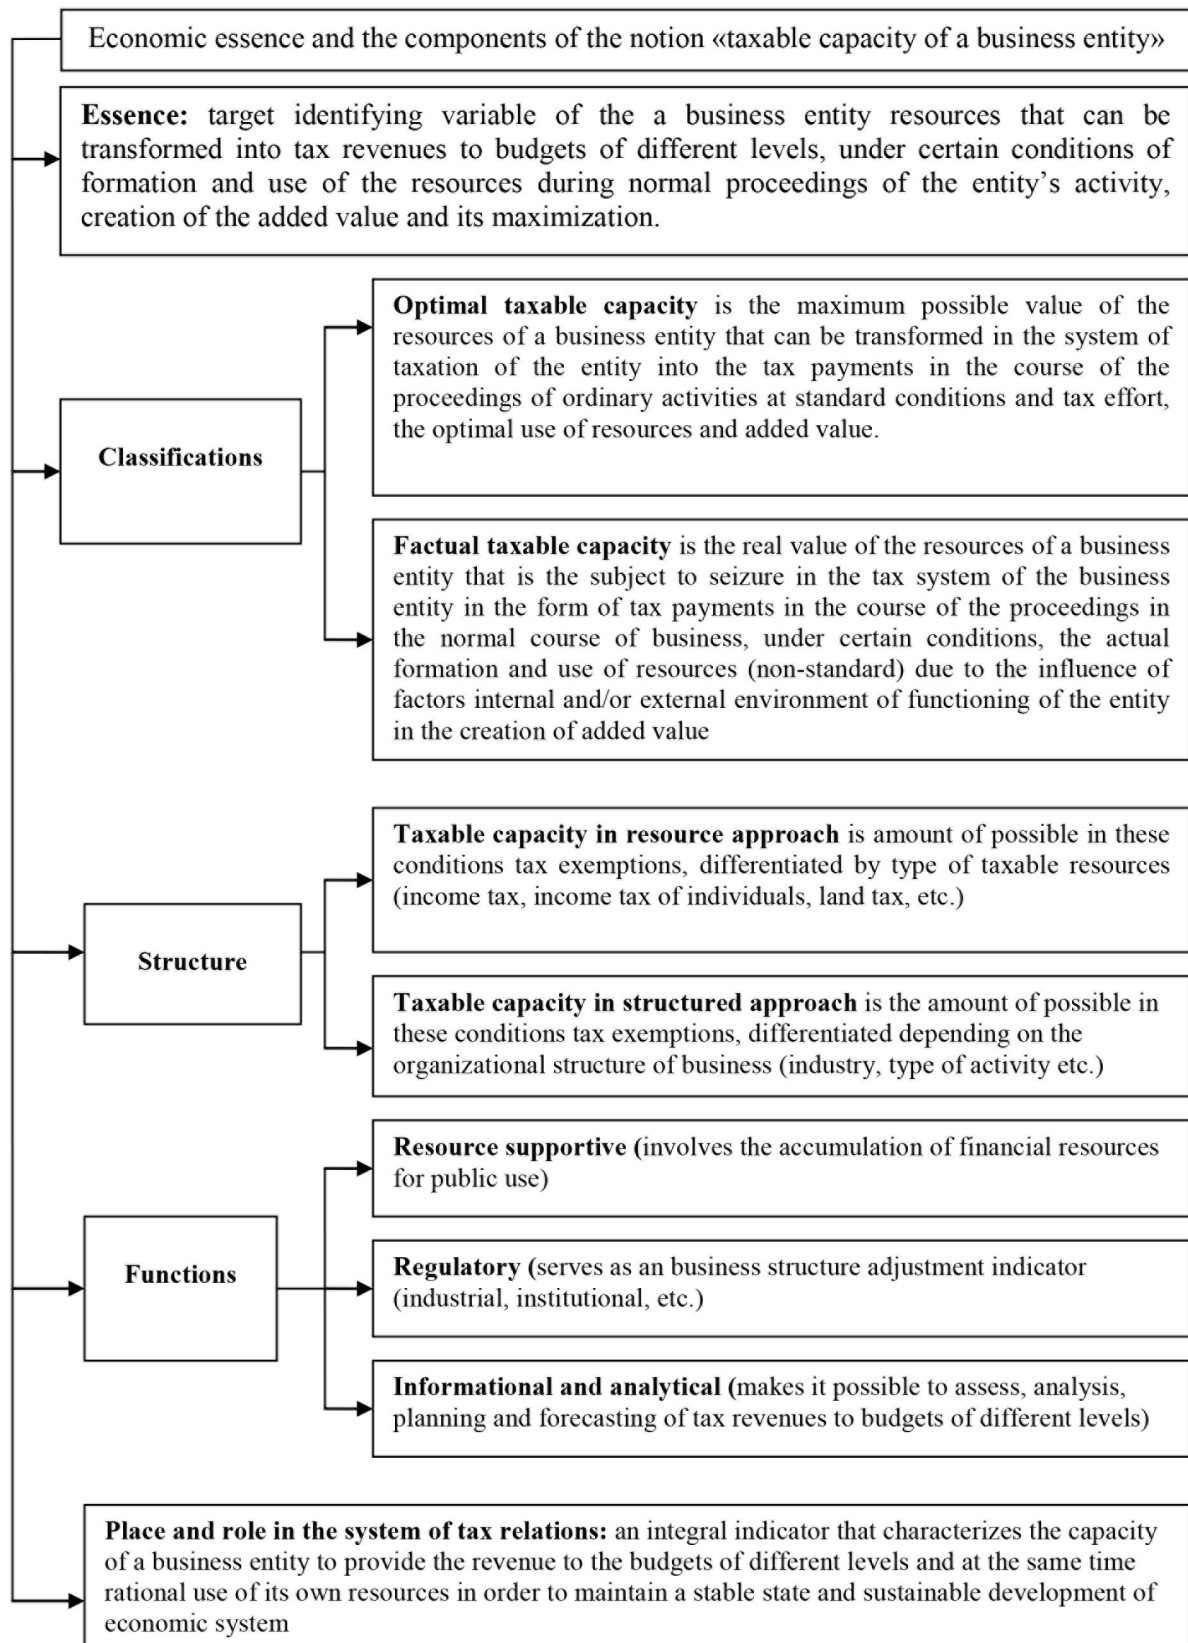 Economic essence and the components of the notion «taxable capacity of a business entity»
Essence: target identifying variable of the a business entity resources that can be
transformed into tax revenues to budgets of different levels, under certain conditions of
formation and use of the resources during normal proceedings of the entity's activity,
creation of the added value and its maximization.
Classifications
Optimal taxable capacity is the maximum possible value of the
resources of a business entity that can be transformed in the system of
taxation of the entity into the tax payments in the course of the
proceedings of ordinary activities at standard conditions and tax effort,
the optimal use of resources and added value.
Factual taxable capacity is the real value of the resources of a business
entity that is the subject to seizure in the tax system of the business
entity in the form of tax payments in the course of the proceedings in
the normal course of business, under certain conditions, the actual
formation and use of resources (non-standard) due to the influence of
factors internal and/or external environment of functioning of the entity
in the creation of added value
Structure
Taxable capacity in resource approach is amount of possible in these
conditions tax exemptions, differentiated by type of taxable resources
(income tax, income tax of individuals, land tax, etc.)
Taxable capacity in structured approach is the amount of possible in
these conditions tax exemptions, differentiated depending on the
organizational structure of business (industry, type of activity etc.)
Functions
Resource supportive (involves the accumulation of financial resources
for public use)
Regulatory (serves as an business structure adjustment indicator
(industrial, institutional, etc.)
Informational and analytical (makes it possible to assess, analysis,
planning and forecasting of tax revenues to budgets of different levels)
Place and role in the system of tax relations: an integral indicator that characterizes the capacity
of a business entity to provide the revenue to the budgets of different levels and at the same time
rational use of its own resources in order to maintain a stable state and sustainable development of
economic system